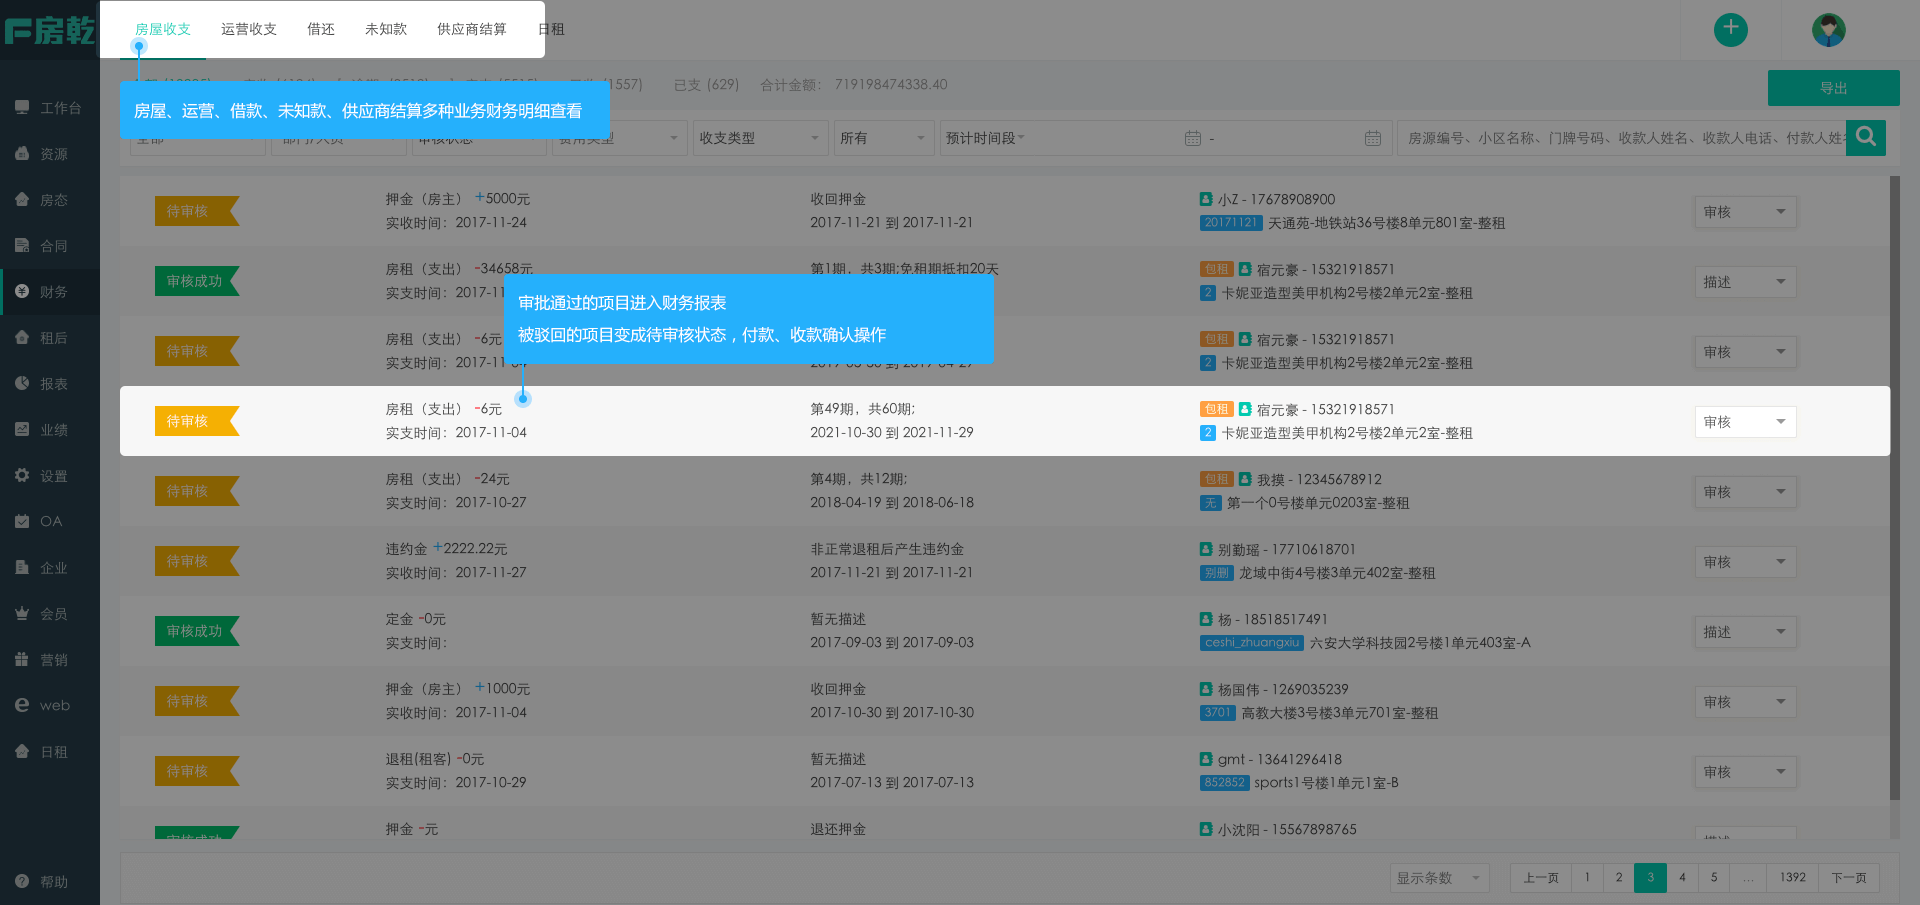 房乾
房屋收支 运营收支 借还 未知款 供应商结算 日租
1557) 已支 (629) 合计金额： 719198474338.40
导出
房屋、运营、借款、未知款、供应商结算多种业务财务明细查看
收支类型 所有 预计时间段 - 房源编号、小区名称、门牌号码、收款人姓名、收款人电话、付款人姓名
工作台
资源
房态
合同
财务
租后
报表
业绩
设置
OA
企业
会员
营销
web
日租
帮助
待审核 押金（房主） +5000元 收回押金 小Z - 17678908900 审核
实收时间：2017-11-24 2017-11-21 到 2017-11-21 20171121 天通苑-地铁站36号楼8单元801室-整租
审核成功 房租（支出） -34658元 第1期，共3期;免租期抵扣20天 包租 宿元豪 - 15321918571 描述
实支时间：2017-11 2 卡妮亚造型美甲机构2号楼2单元2室-整租
审批通过的项目进入财务报表
被驳回的项目变成待审核状态，付款、收款确认操作
待审核 房租（支出） -6元 包租 宿元豪 - 15321918571 审核
实支时间：2017-11-04 2 卡妮亚造型美甲机构2号楼2单元2室-整租
待审核 房租（支出） -6元 第49期，共60期; 包租 宿元豪 - 15321918571 审核
实支时间：2017-11-04 2021-10-30 到 2021-11-29 2 卡妮亚造型美甲机构2号楼2单元2室-整租
待审核 房租（支出） -24元 第4期，共12期; 包租 我摸 - 12345678912 审核
实支时间：2017-10-27 2018-04-19 到 2018-06-18 无 第一个0号楼单元0203室-整租
待审核 违约金 +2222.22元 非正常退租后产生违约金 别勤瑶 - 17710618701 审核
实收时间：2017-11-27 2017-11-21 到 2017-11-21 别删 龙域中街4号楼3单元402室-整租
审核成功 定金 -0元 暂无描述 杨 - 18518517491 描述
实支时间： 2017-09-03 到 2017-09-03 ceshi_zhuangxiu 六安大学科技园2号楼1单元403室-A
待审核 押金（房主） +1000元 收回押金 杨国伟 - 1269035239 审核
实收时间：2017-11-04 2017-10-30 到 2017-10-30 3701 高教大楼3号楼3单元701室-整租
待审核 退租(租客) -0元 暂无描述 gmt - 13641296418 审核
实支时间：2017-10-29 2017-07-13 到 2017-07-13 852852 sports1号楼1单元1室-B
审核成功 押金 -元 退还押金 小沈阳 - 15567898765 描述
显示条数 上一页 1 2 3 4 5 ... 1392 下一页